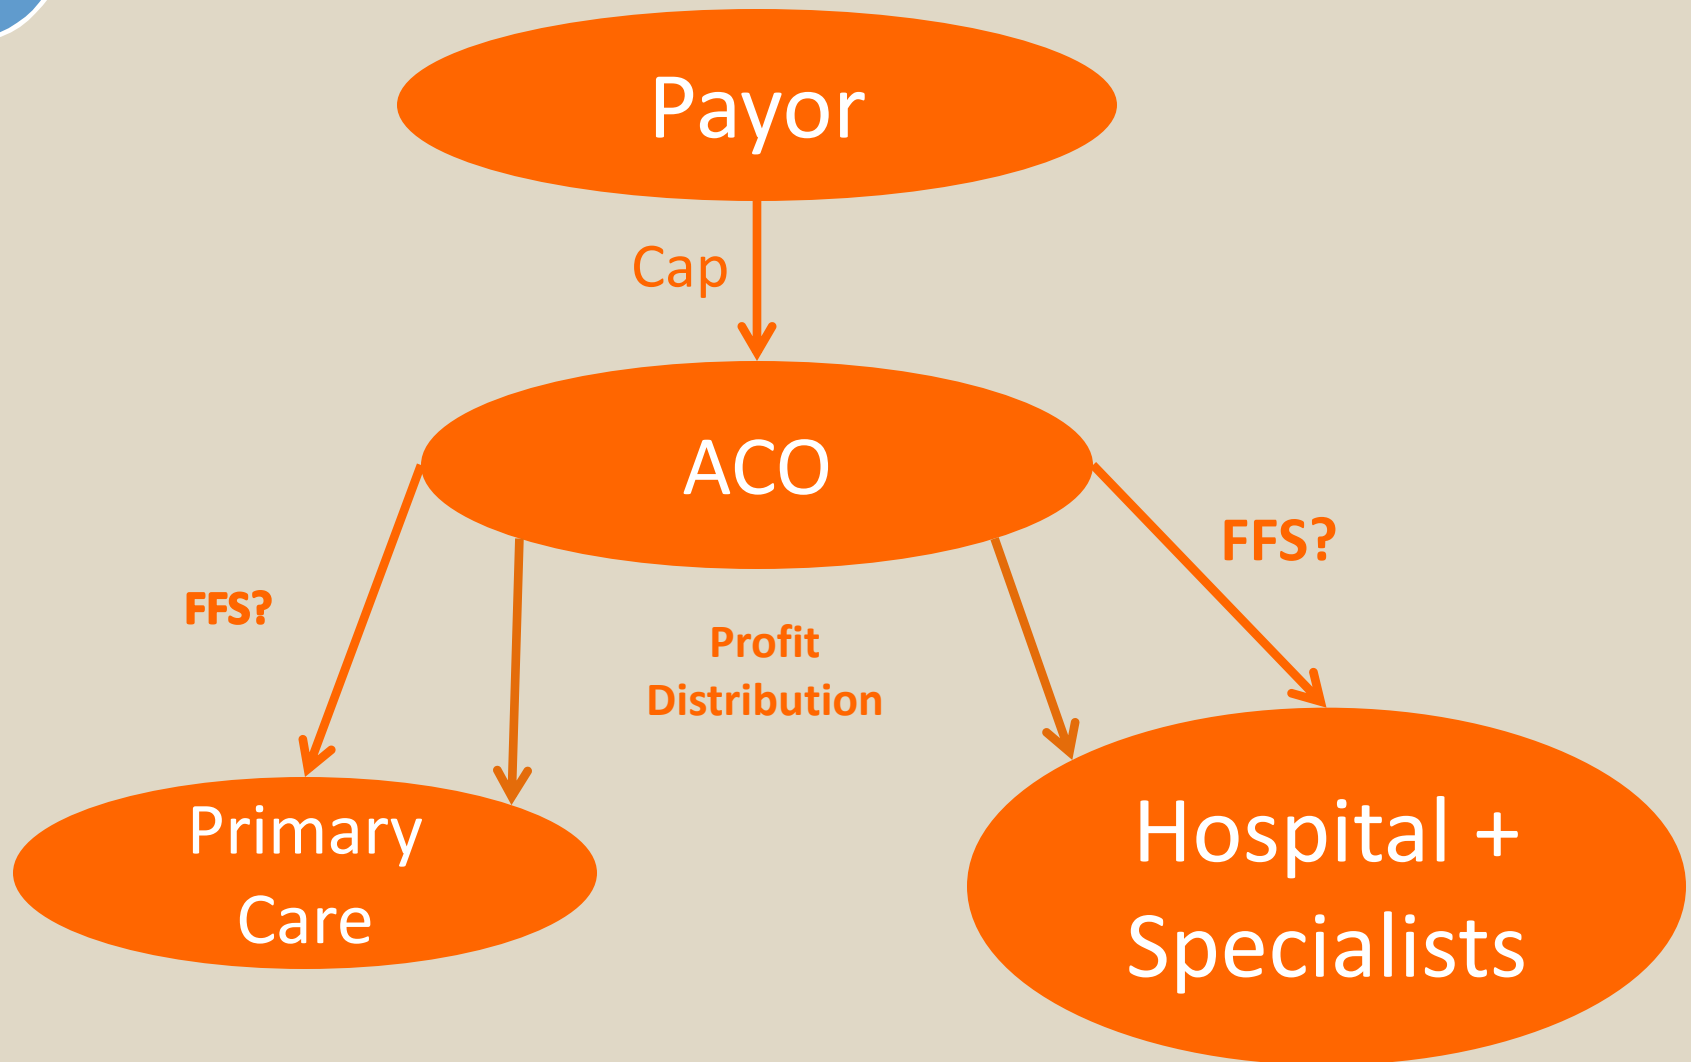 Payor
Cap
ACO
FFS?
FFS?
Profit
Distribution
Primary
Care
Hospital +
Specialists